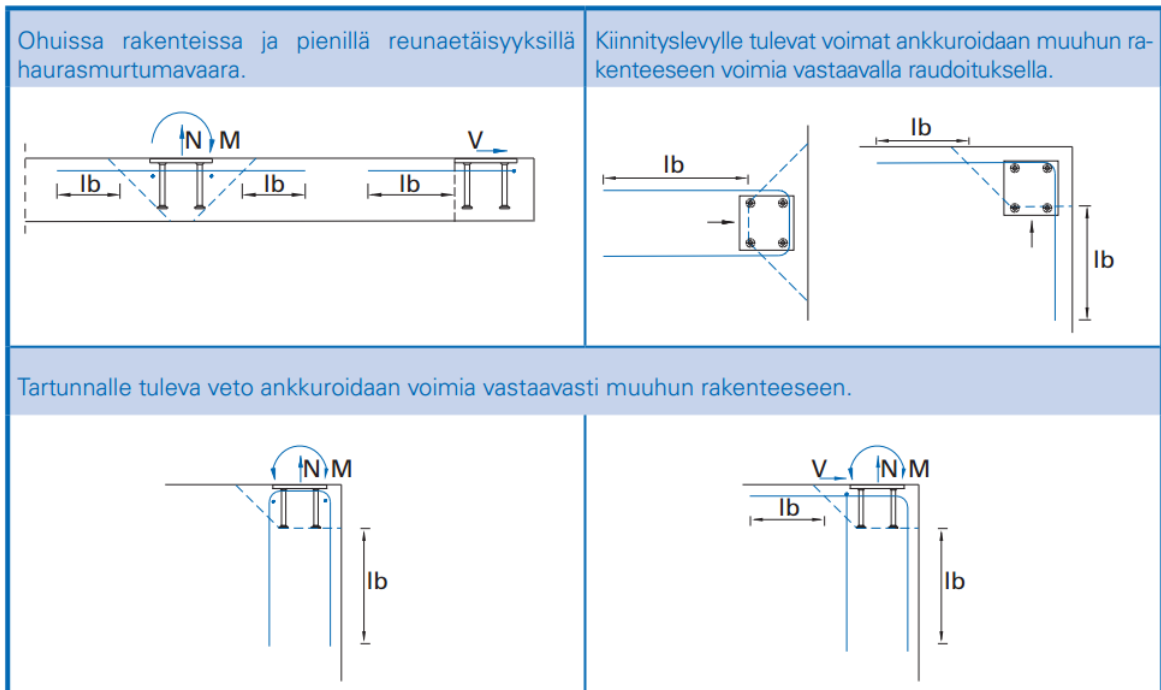 Ohuissa rakenteissa ja pienillä reunaetäisyyksillä
haurasmurtumavaara.
Kiinnityslevylle tulevat voimat ankkuroidaan muuhun ra-
kenteeseen voimia vastaavalla raudoituksella.
N M
V
lb
lb
lb
lb
lb
lb
Tartunnalle tuleva veto ankkuroidaan voimia vastaavasti muuhun rakenteeseen.
N M
lb
V
N M
lb
lb